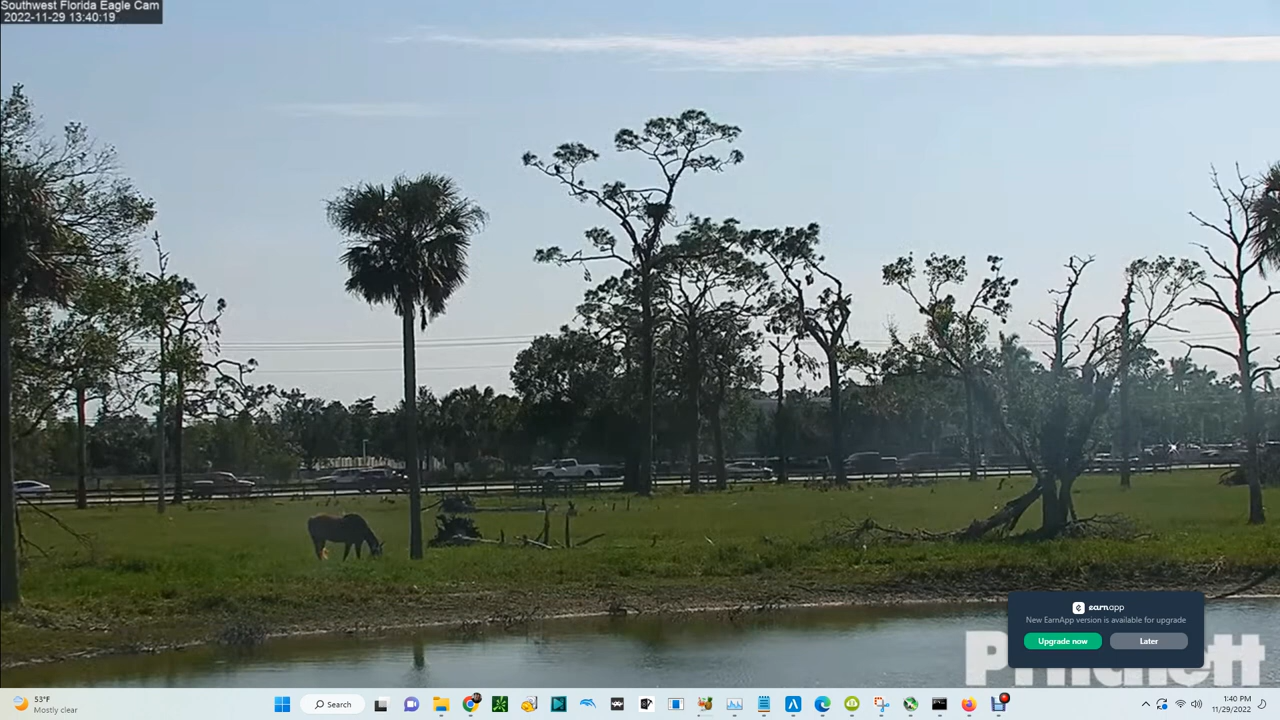 Southwest Florida Eagle Cam
2022-11-29 13:40:19
earnapp
New EarnApp version is available for upgrade
Upgrade now
Later
53°F
Mostly clear
Search
1:40 PM
11/29/2022